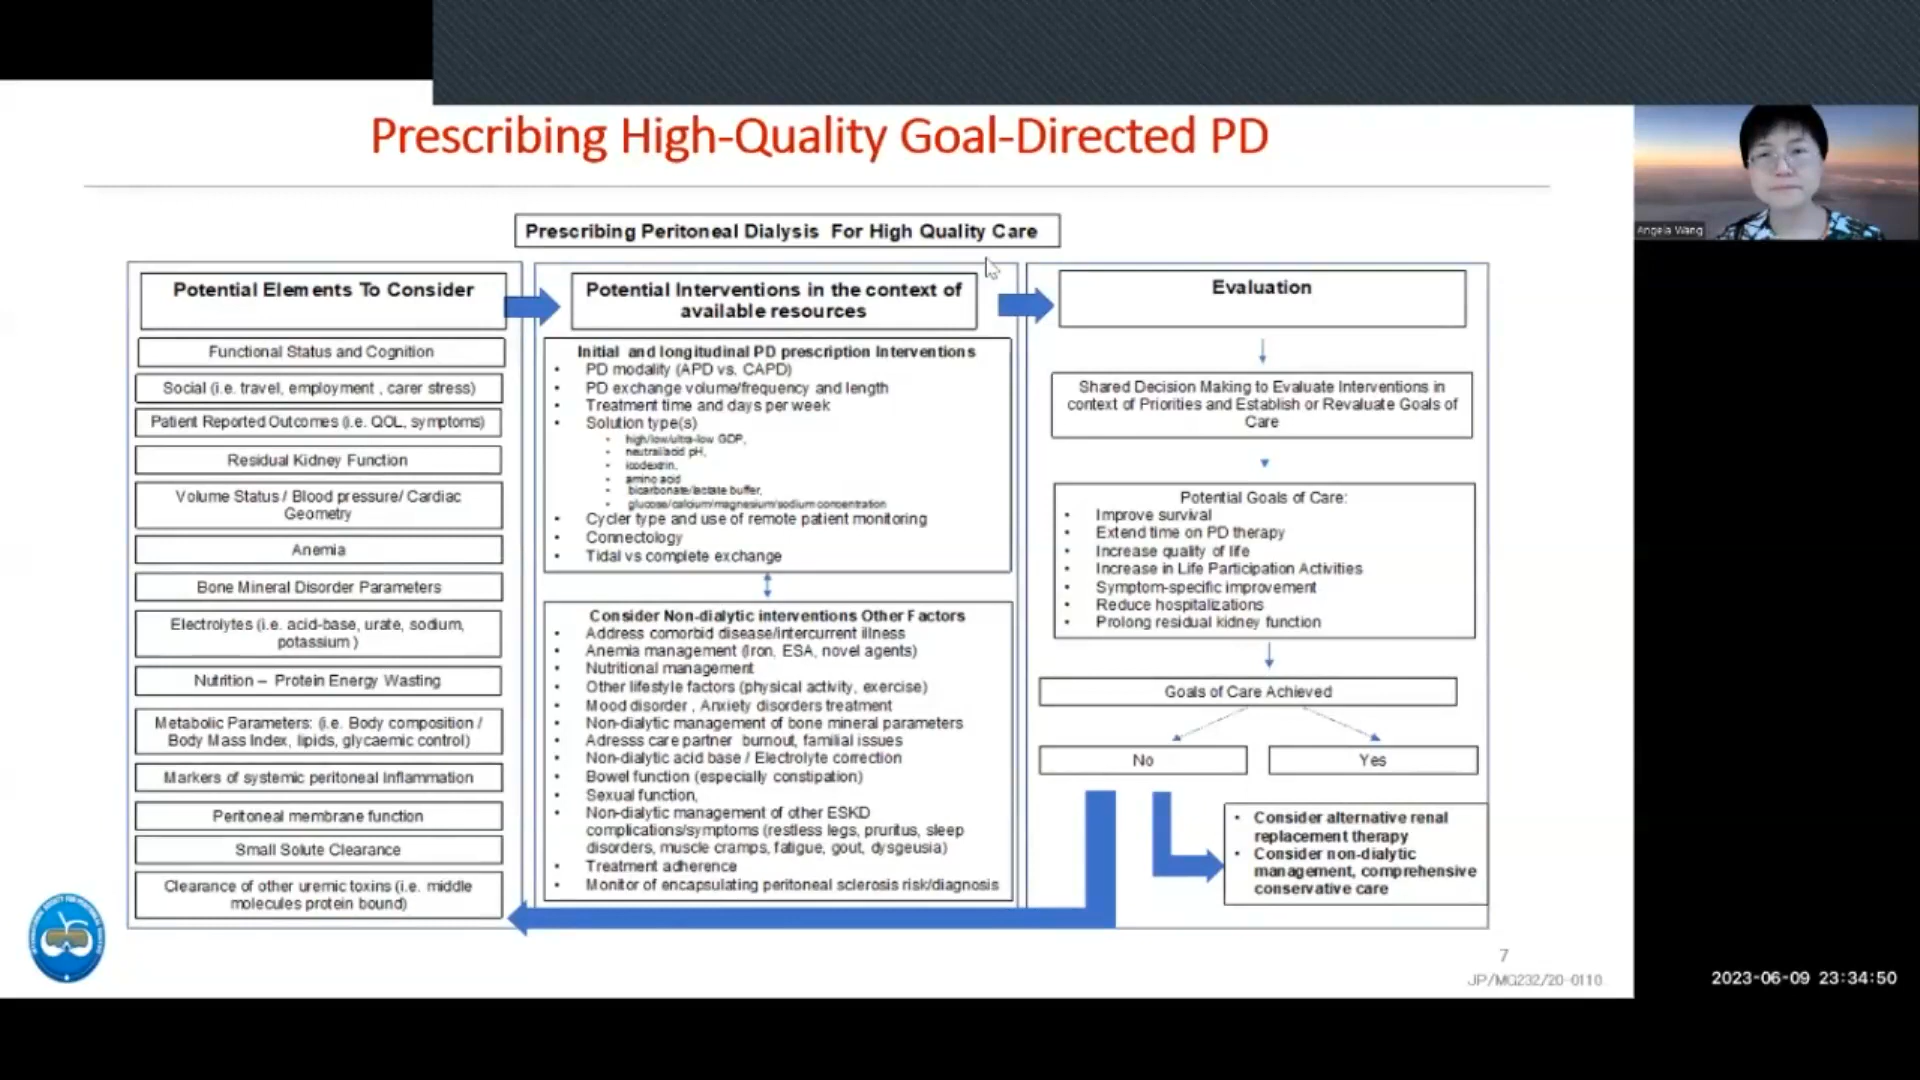 Prescribing High-Quality Goal-Directed PD
Angela Wang
Prescribing Peritoneal Dialysis For High Quality Care
Potential Elements To Consider
Functional Status and Cognition
Social (i.e. travel, employment , carer stress)
Patient Reported Outcomes (i.e. QOL, symptoms)
Residual Kidney Function
Volume Status / Blood pressure/ Cardiac
Geometry
Anemia
Bone Mineral Disorder Parameters
Electrolytes (i.e. acid-base, urate, sodium,
potassium )
Nutrition – Protein Energy Wasting
Metabolic Parameters: (i.e. Body composition /
Body Mass Index, lipids, glycaemic control)
Markers of systemic peritoneal Inflammation
Peritoneal membrane function
Small Solute Clearance
Clearance of other uremic toxins (i.e. middle
molecules protein bound)
Potential Interventions in the context of
available resources
Initial and longitudinal PD prescription Interventions
• PD modality (APD vs. CAPD)
• PD exchange volume/frequency and length
• Treatment time and days per week
• Solution type(s)
• high/low/ultra-low GDP,
• neutral/acid pH,
• icodextrin,
• amino acid
• bicarbonate/lactate buffer,
• glucose/calcium/magnesium/sodium concentration
• Cycler type and use of remote patient monitoring
• Connectology
• Tidal vs complete exchange
Consider Non-dialytic interventions Other Factors
• Address comorbid disease/intercurrent illness
• Anemia management (Iron, ESA, novel agents)
• Nutritional management
• Other lifestyle factors (physical activity, exercise)
• Mood disorder , Anxiety disorders treatment
• Non-dialytic management of bone mineral parameters
• Adresss care partner burnout, familial issues
• Non-dialytic acid base / Electrolyte correction
• Bowel function (especially constipation)
• Sexual function,
• Non-dialytic management of other ESKD
complications/symptoms (restless legs, pruritus, sleep
disorders, muscle cramps, fatigue, gout, dysgeusia)
• Treatment adherence
• Monitor of encapsulating peritoneal sclerosis risk/diagnosis
Evaluation
Shared Decision Making to Evaluate Interventions in
context of Priorities and Establish or Revaluate Goals of
Care
Potential Goals of Care:
• Improve survival
• Extend time on PD therapy
• Increase quality of life
• Increase in Life Participation Activities
• Symptom-specific improvement
• Reduce hospitalizations
• Prolong residual kidney function
Goals of Care Achieved
No
Yes
• Consider alternative renal
replacement therapy
• Consider non-dialytic
management, comprehensive
conservative care
7
JP/MG232/20-0110
2023-06-09 23:34:50